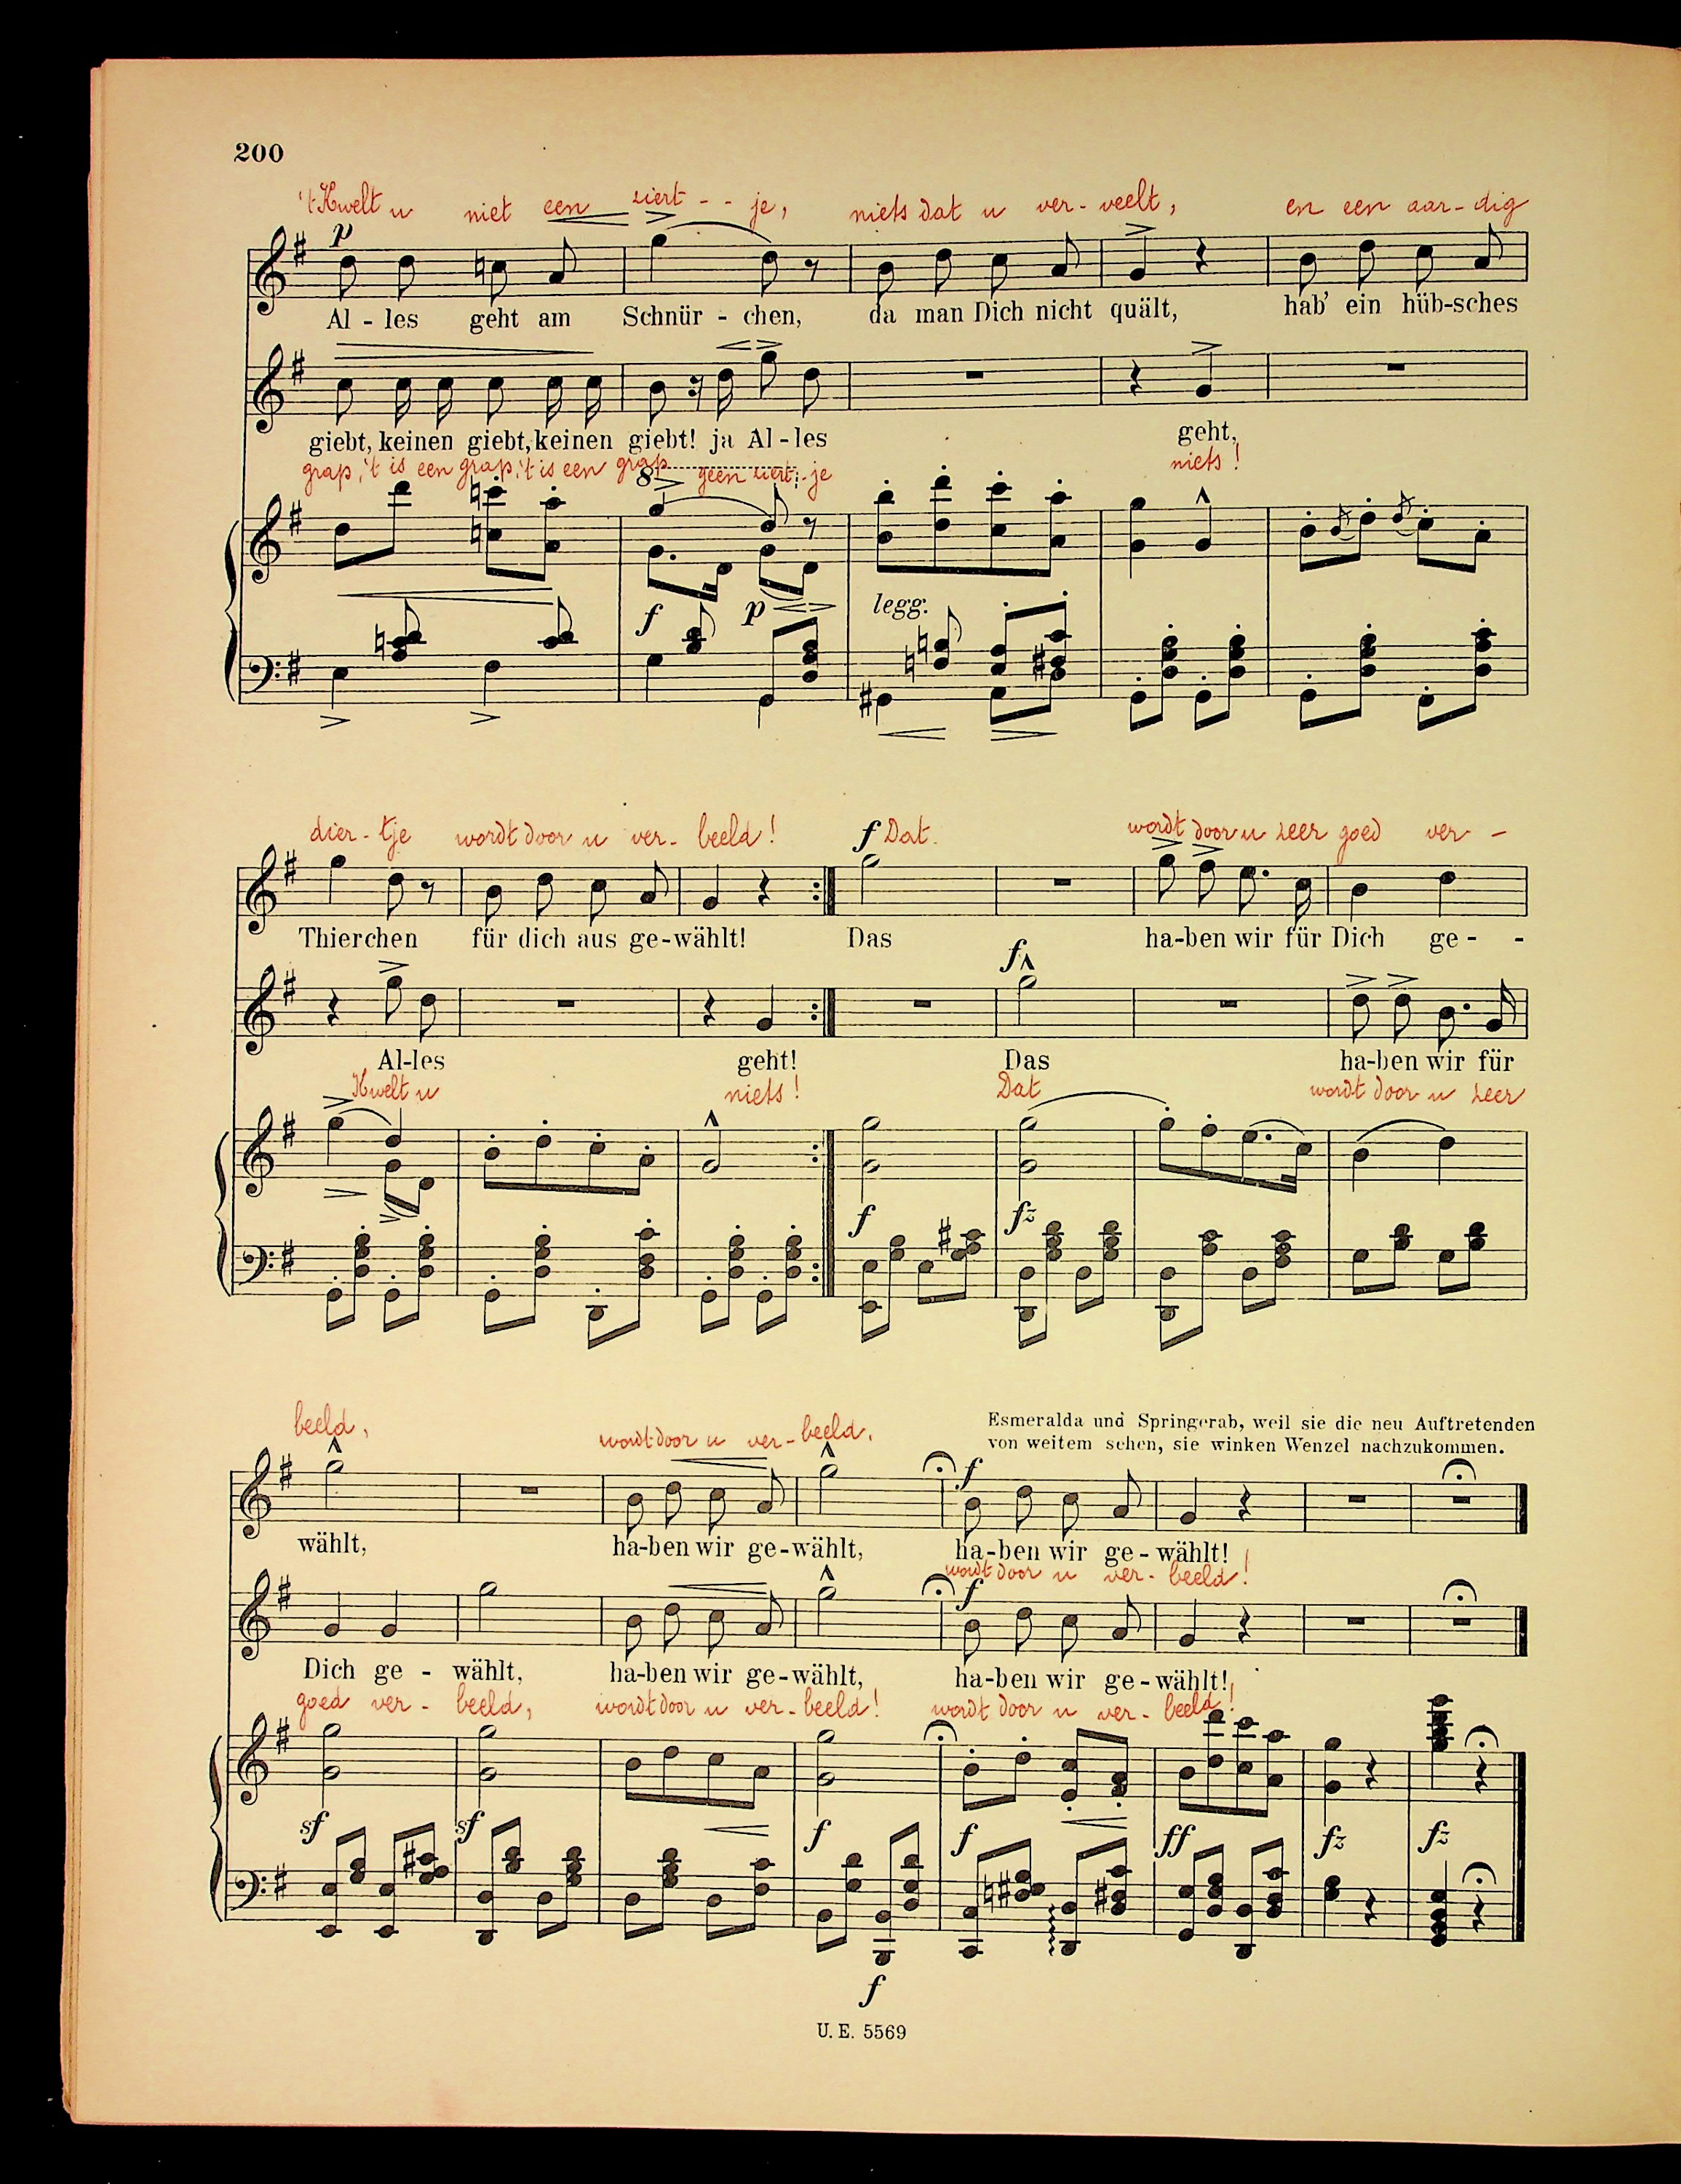 200
't Kwelt u niet een ziert - - je, niets dat u ver - veelt, en een aar - dig
p
Al - les geht am Schnür - chen, da man Dich nicht quält, hab' ein hüb-sches
giebt, keinen giebt, keinen giebt! ja Al - les geht,
grap, 't is een grap, 't is een grap geen ziert - je niets!
8
f p legg.
dier - tje wordt door u ver - beeld! f Dat wordt door u zeer goed ver -
Thierchen für dich aus ge-wählt! Das ha-ben wir für Dich ge - -
f
Al-les geht! Das ha-ben wir für
Kwelt u niets! Dat wordt door u zeer
f fz
beeld, wordt door u ver - beeld,
Esmeralda und Springer ab, weil sie die neu Auftretenden
von weitem sehen, sie winken Wenzel nachzukommen.
f
wählt, ha-ben wir ge-wählt, ha-ben wir ge - wählt!
wordt door u ver - beeld!
f
Dich ge - wählt, ha-ben wir ge-wählt, ha-ben wir ge-wählt!
goed ver - beeld, wordt door u ver - beeld! wordt door u ver - beeld!
sf sf f f ff fz fz
f
U. E. 5569